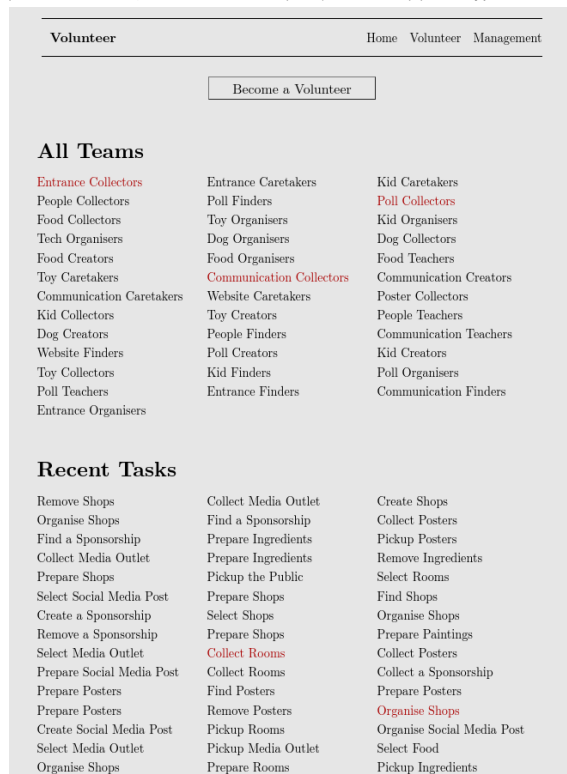 Volunteer
Home Volunteer Management
Become a Volunteer
All Teams
Entrance Collectors Entrance Caretakers Kid Caretakers
People Collectors Poll Finders Poll Collectors
Food Collectors Toy Organisers Kid Organisers
Tech Organisers Dog Organisers Dog Collectors
Food Creators Food Organisers Food Teachers
Toy Caretakers Communication Collectors Communication Creators
Communication Caretakers Website Caretakers Poster Collectors
Kid Collectors Toy Creators People Teachers
Dog Creators People Finders Communication Teachers
Website Finders Poll Creators Kid Creators
Toy Collectors Kid Finders Poll Organisers
Poll Teachers Entrance Finders Communication Finders
Entrance Organisers
Recent Tasks
Remove Shops Collect Media Outlet Create Shops
Organise Shops Find a Sponsorship Collect Posters
Find a Sponsorship Prepare Ingredients Pickup Posters
Collect Media Outlet Prepare Ingredients Remove Ingredients
Prepare Shops Pickup the Public Select Rooms
Select Social Media Post Prepare Shops Find Shops
Create a Sponsorship Select Shops Organise Shops
Remove a Sponsorship Prepare Shops Prepare Paintings
Select Media Outlet Collect Rooms Collect Posters
Prepare Social Media Post Collect Rooms Collect a Sponsorship
Prepare Posters Find Posters Prepare Posters
Prepare Posters Remove Posters Organise Shops
Create Social Media Post Pickup Rooms Organise Social Media Post
Select Media Outlet Pickup Media Outlet Select Food
Organise Shops Prepare Rooms Pickup Ingredients